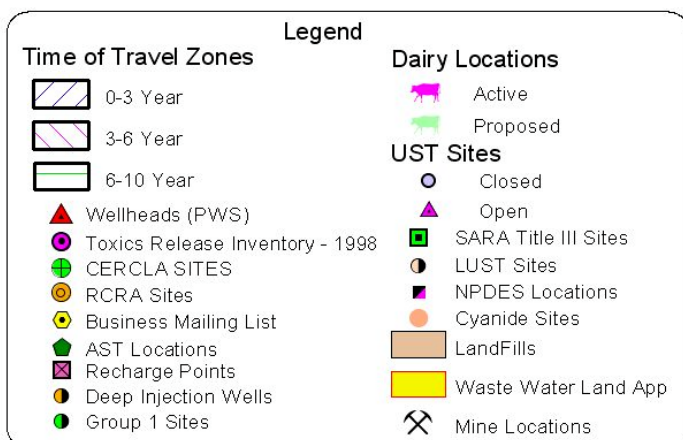 Legend
Time of Travel Zones
0-3 Year
3-6 Year
6-10 Year
Wellheads (PWS)
Toxics Release Inventory - 1998
CERCLA SITES
RCRA Sites
Business Mailing List
AST Locations
Recharge Points
Deep Injection Wells
Group 1 Sites
Dairy Locations
Active
Proposed
UST Sites
Closed
Open
SARA Title III Sites
LUST Sites
NPDES Locations
Cyanide Sites
LandFills
Waste Water Land App
Mine Locations